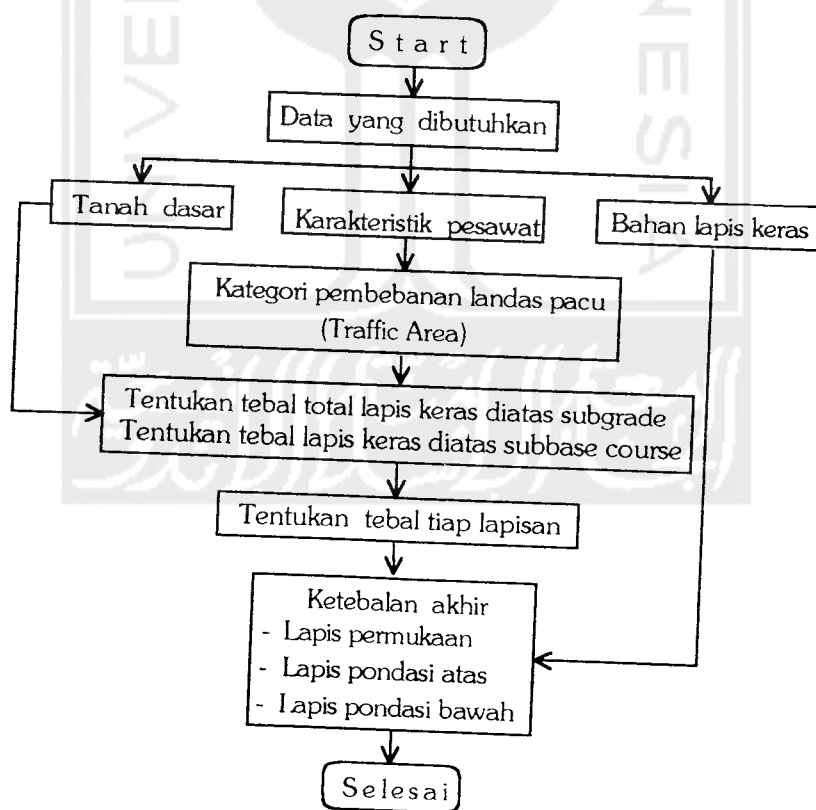 Start
Data yang dibutuhkan
Tanah dasar
Karakteristik pesawat
Bahan lapis keras
Kategori pembebanan landas pacu
(Traffic Area)
Tentukan tebal total lapis keras diatas subgrade
Tentukan tebal lapis keras diatas subbase course
Tentukan tebal tiap lapisan
Ketebalan akhir
- Lapis permukaan
- Lapis pondasi atas
- Lapis pondasi bawah
Selesai